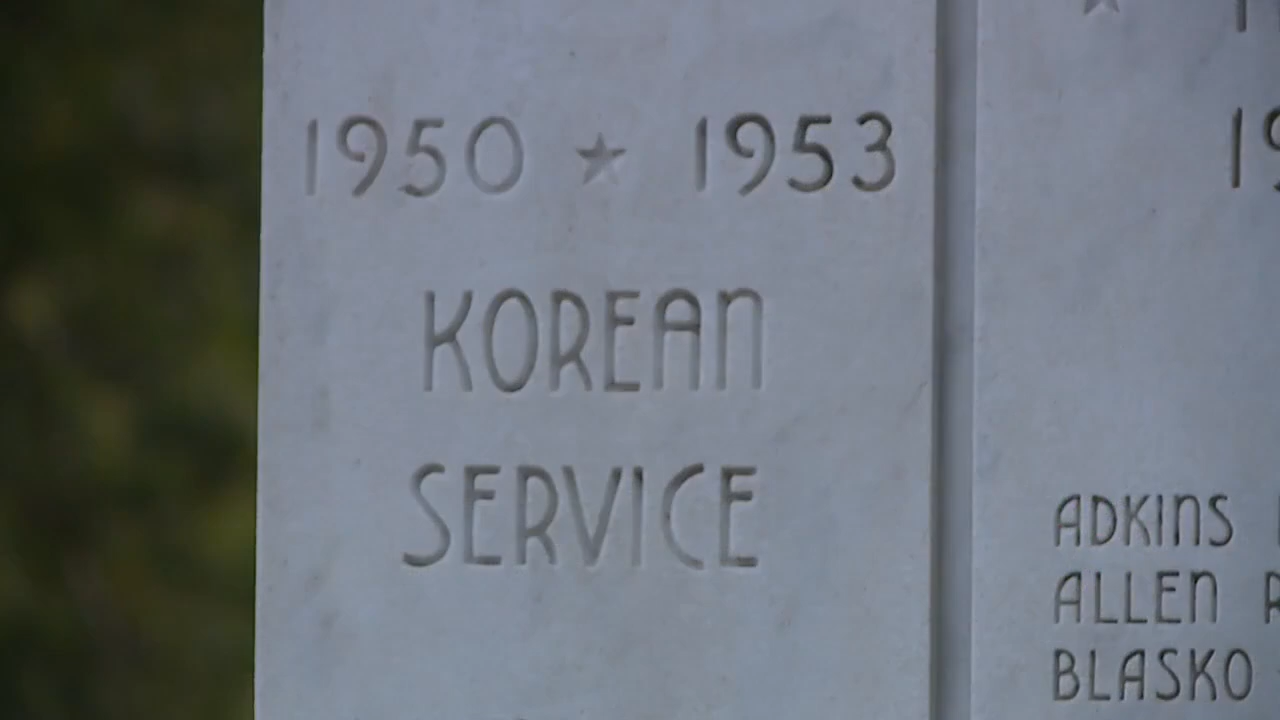 1950 ★ 1953
KOREAN
SERVICE
ADKINS
ALLEN
BLASKO